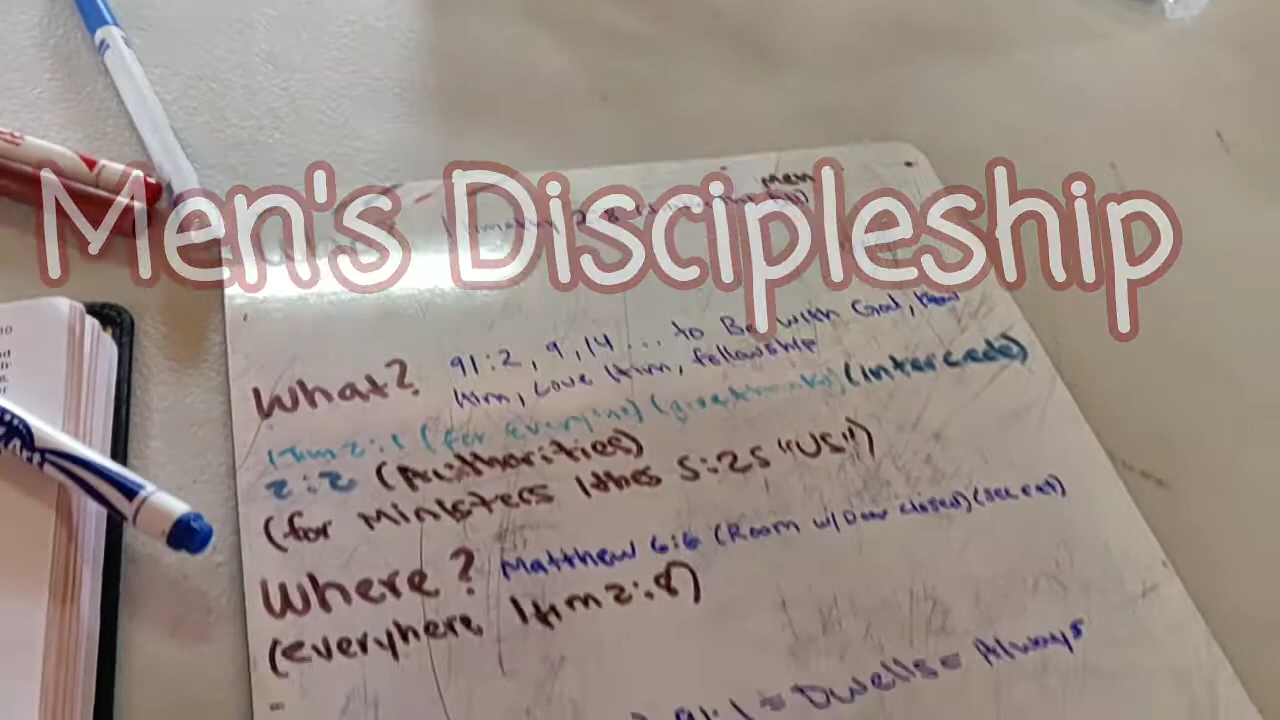 Men's Discipleship
men
What? 91:2, 9, 14 ... to Be with God, know
Him, Love Him, fellowship
1Tim 2:1 (for everyone) (give thanks) (intercede)
2:2 (Authorities)
(for Ministers 1thes 5:25 "US")
Where? Matthew 6:6 (Room w/Door closed) (secret)
(everyhere 1tim 2:8)
91:1 = Dwells = Always